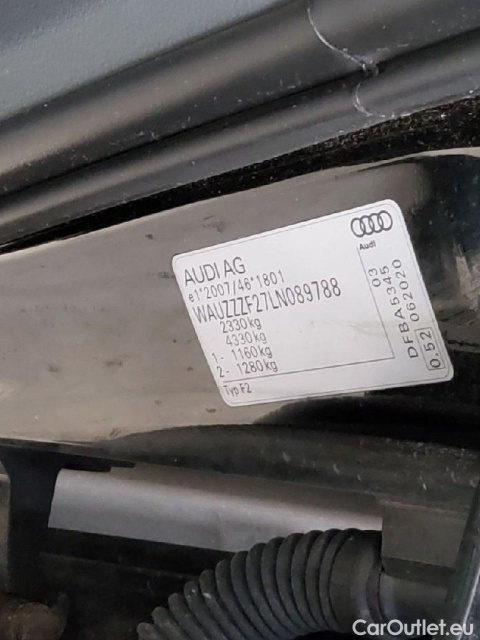 Audi
AUDI AG
e1*2007/46*1801
WAUZZZF27LN089788
2330kg
4330kg
1- 1160kg
2- 1280kg
Typ F2
03
DFBA5345
062020
0.52
CarOutlet.eu